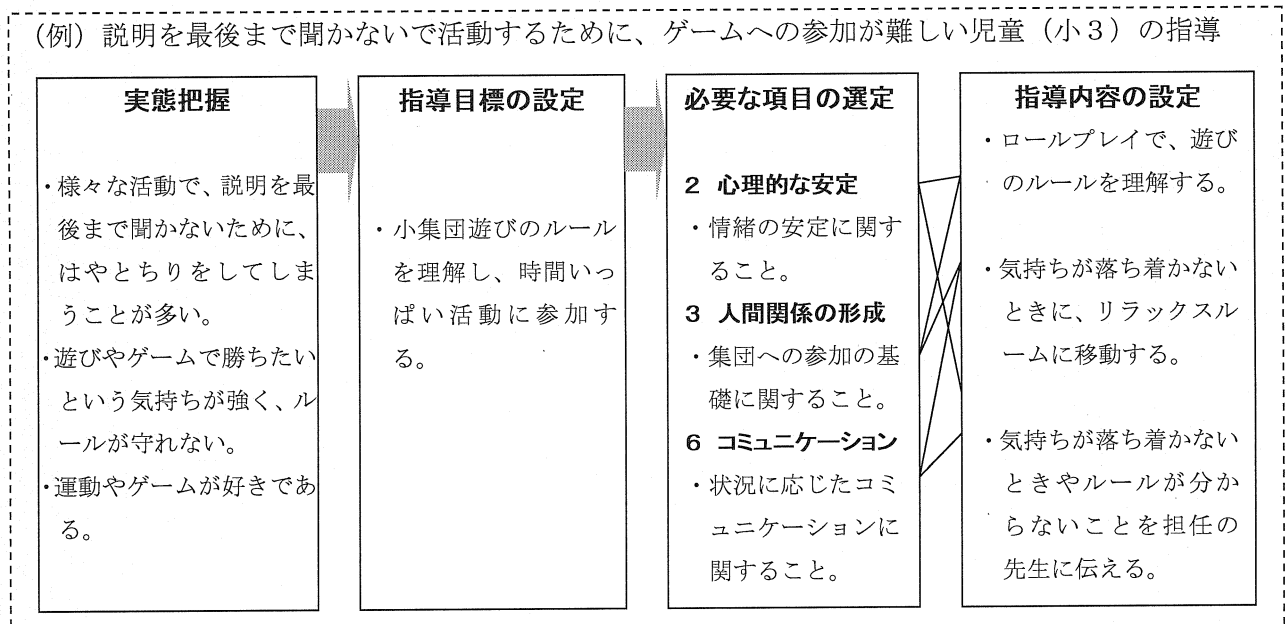 (例)説明を最後まで聞かないで活動するために、ゲームへの参加が難しい児童(小3)の指導
実態把握
・様々な活動で、説明を最
後まで聞かないために、
はやとちりをしてしま
うことが多い。
・遊びやゲームで勝ちたい
という気持ちが強く、ル
ールが守れない。
・運動やゲームが好きであ
る。
指導目標の設定
・小集団遊びのルール
を理解し、時間いっ
ぱい活動に参加す
る。
必要な項目の選定
2 心理的な安定
・情緒の安定に関す
ること。
3 人間関係の形成
・集団への参加の基
礎に関すること。
6 コミュニケーション
・状況に応じたコミ
ュニケーションに
関すること。
指導内容の設定
・ロールプレイで、遊び
のルールを理解する。
・気持ちが落ち着かない
ときに、リラックスル
ームに移動する。
・気持ちが落ち着かない
ときやルールが分か
らないことを担任の
先生に伝える。